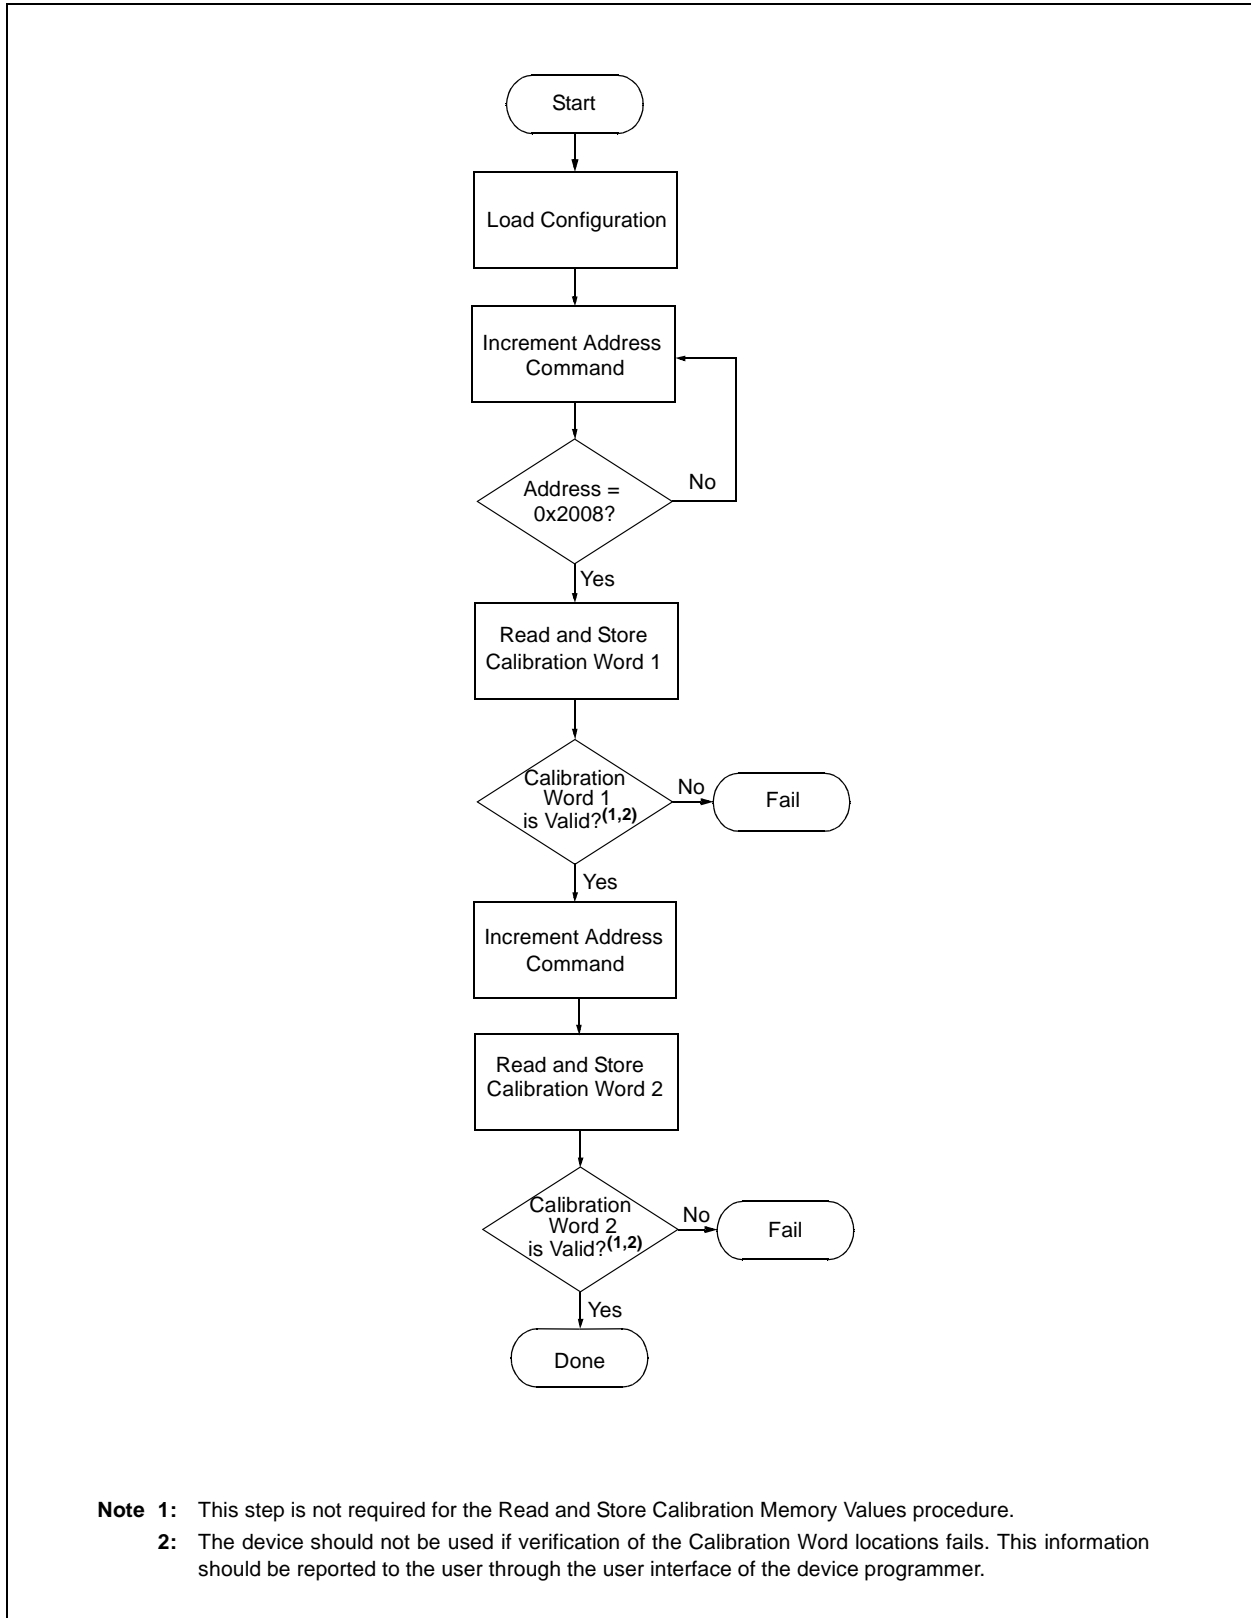 Start
Load Configuration
Increment Address
Command
Address =
0x2008?
No
Yes
Read and Store
Calibration Word 1
Calibration
Word 1
is Valid?(1,2)
No
Fail
Yes
Increment Address
Command
Read and Store
Calibration Word 2
Calibration
Word 2
is Valid?(1,2)
No
Fail
Yes
Done
Note 1: This step is not required for the Read and Store Calibration Memory Values procedure.
2: The device should not be used if verification of the Calibration Word locations fails. This information
should be reported to the user through the user interface of the device programmer.